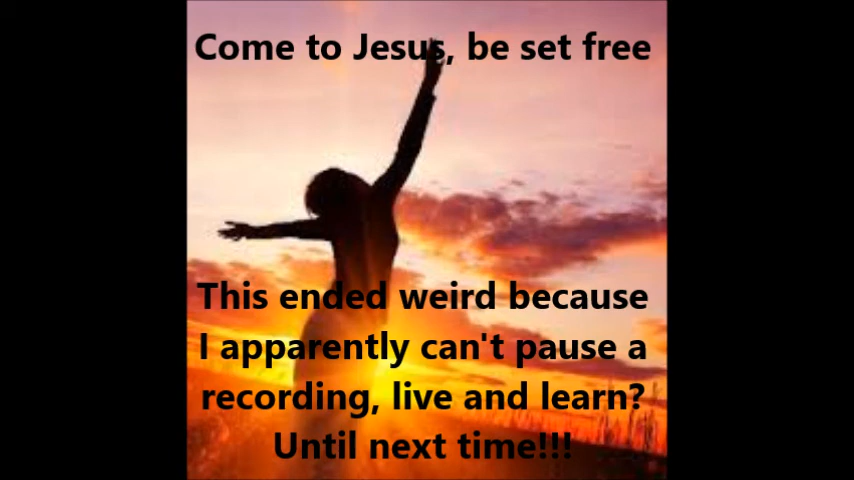 Come to Jesus, be set free
This ended weird because
I apparently can't pause a
recording, live and learn?
Until next time!!!